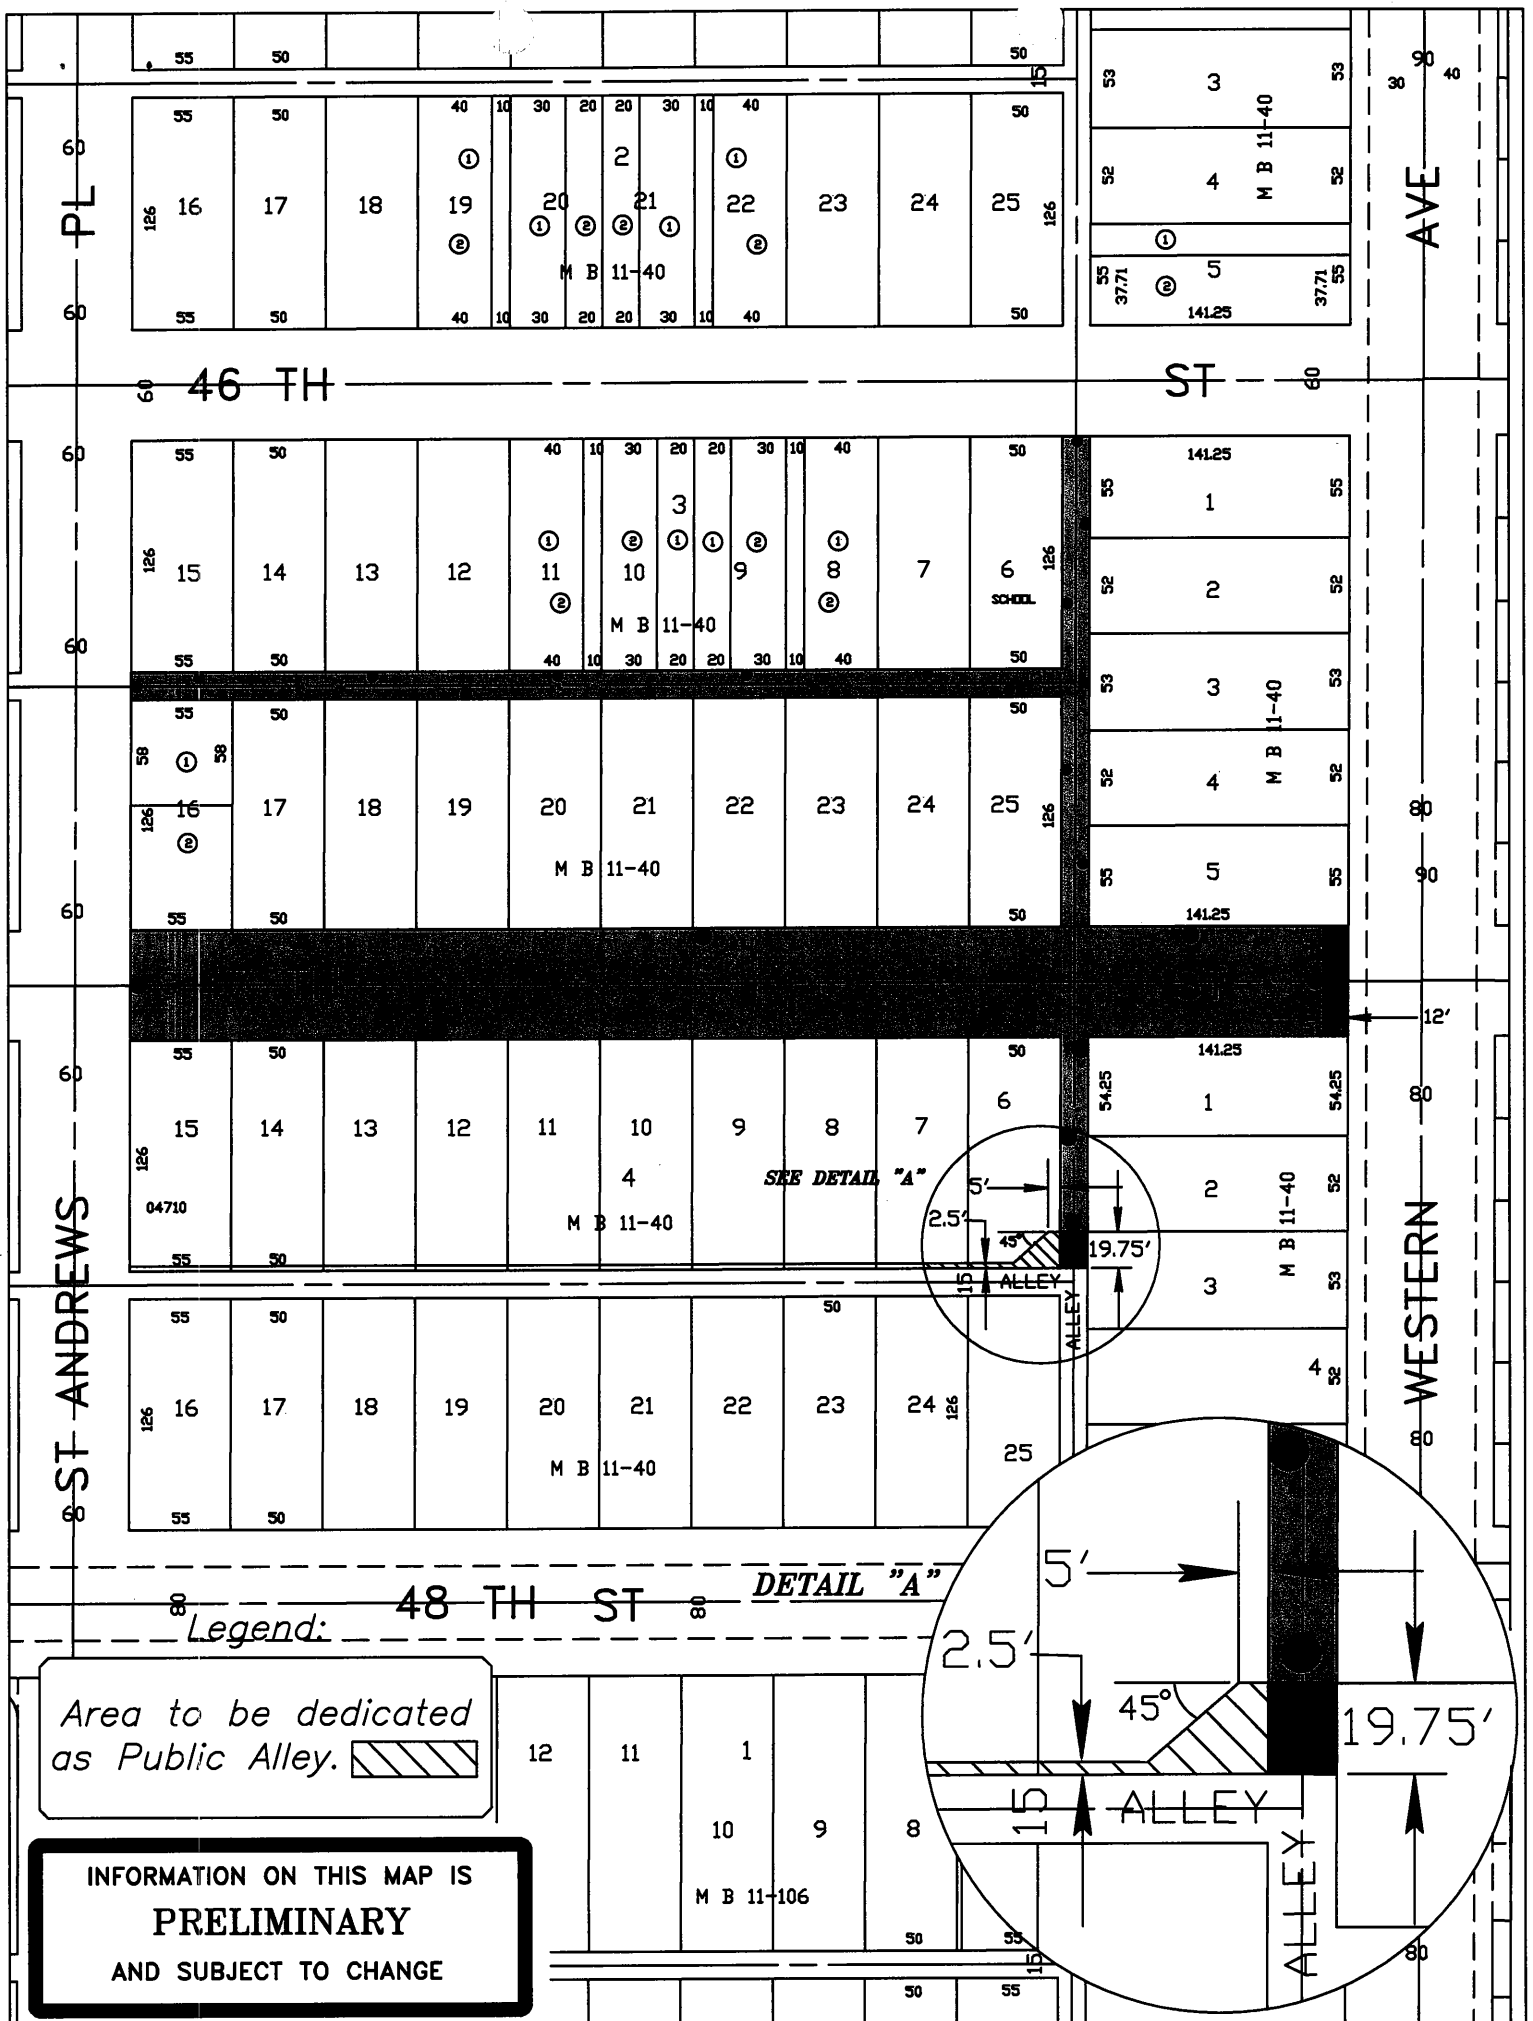 55 50 50
15
53 3 53
90
30 40
60
55 50 40 10 30 20 20 30 10 40 50
1 2 1
M B 11-40
52 4 52
PL
126 16 17 18 19 20 21 22 23 24 25 126
2 1 2 2 1 2
M B 11-40
AVE
1
55 37.71 5 37.71 55
2
141.25
60
55 50 40 10 30 20 20 30 10 40 50
60 46 TH ST 60
60
55 50 40 10 30 20 20 30 10 40 50
141.25
55 1 55
3
1 2 1 1 2 1
126 15 14 13 12 11 10 9 8 7 6 126
SCHOOL
2 2
52 2 52
M B 11-40
60
55 50 40 10 30 20 20 30 10 40 50
53 3 53
M B 11-40
55 50 50
58 1 58
52 4 52
126 16 17 18 19 20 21 22 23 24 25 126
80
2
M B 11-40
55 5 55
90
60
55 50 50
141.25
12'
55 50 50
141.25
60
54.25 1 54.25
80
6
126 15 14 13 12 11 10 9 8 7
4
SEE DETAIL "A"
5'
2 52
04710
M B 11-40
2.5'
45°
19.75'
M B 11-40
55 50
15 ALLEY
ALLEY
3 53
ST ANDREWS
WESTERN
55 50 50
4 52
126 16 17 18 19 20 21 22 23 24 126
80
25
M B 11-40
60
55 50
5'
DETAIL "A"
80 48 TH ST 80
Legend:
2.5'
45°
19.75'
Area to be dedicated
as Public Alley.
12 11 1
15 ALLEY
ALLEY
10 9 8
INFORMATION ON THIS MAP IS
PRELIMINARY
AND SUBJECT TO CHANGE
M B 11-106
50 55
80
15
50 55